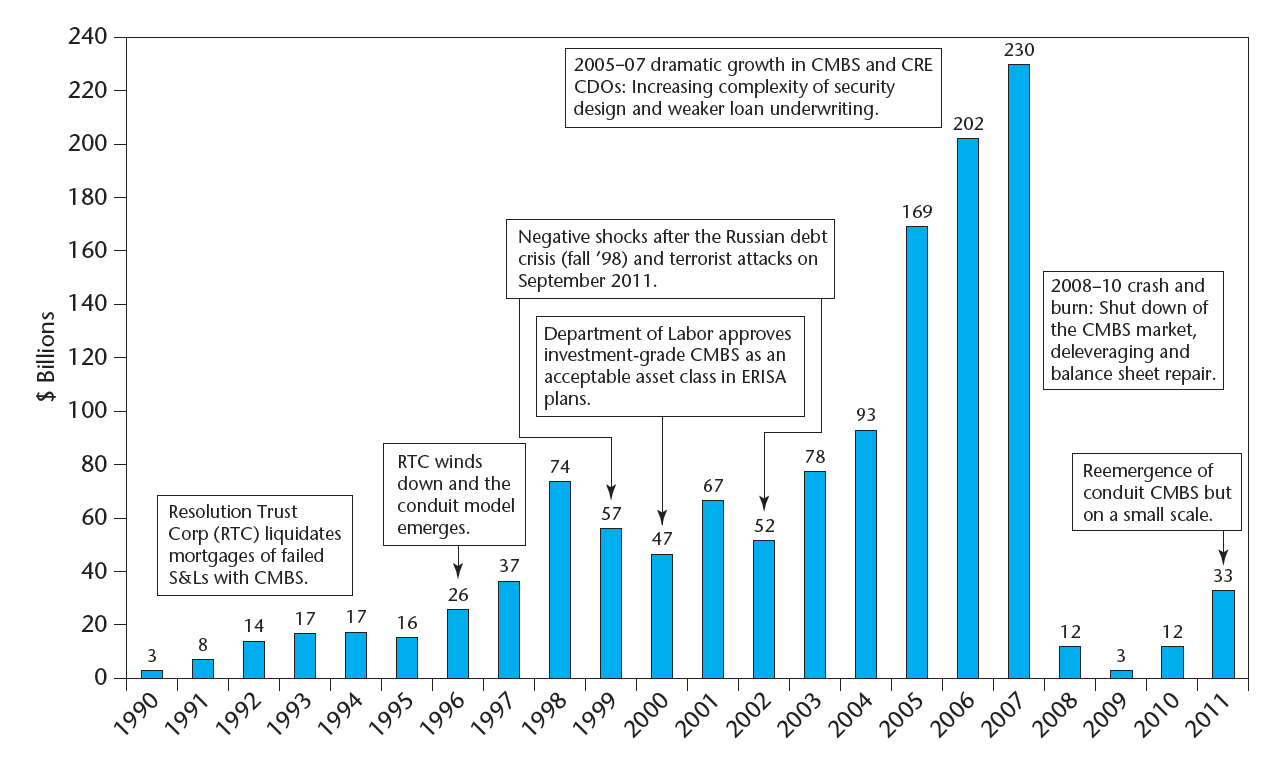 240
220
200
180
160
140
120
100
80
60
40
20
0
$ Billions
2005–07 dramatic growth in CMBS and CRE
CDOs: Increasing complexity of security
design and weaker loan underwriting.
Negative shocks after the Russian debt
crisis (fall ’98) and terrorist attacks on
September 2011.
Department of Labor approves
investment-grade CMBS as an
acceptable asset class in ERISA
plans.
RTC winds
down and the
conduit model
emerges.
Resolution Trust
Corp (RTC) liquidates
mortgages of failed
S&Ls with CMBS.
2008–10 crash and
burn: Shut down of
the CMBS market,
deleveraging and
balance sheet repair.
Reemergence of
conduit CMBS but
on a small scale.
3
8
14
17
17
16
26
37
74
57
47
67
52
78
93
169
202
230
12
3
12
33
1990
1991
1992
1993
1994
1995
1996
1997
1998
1999
2000
2001
2002
2003
2004
2005
2006
2007
2008
2009
2010
2011